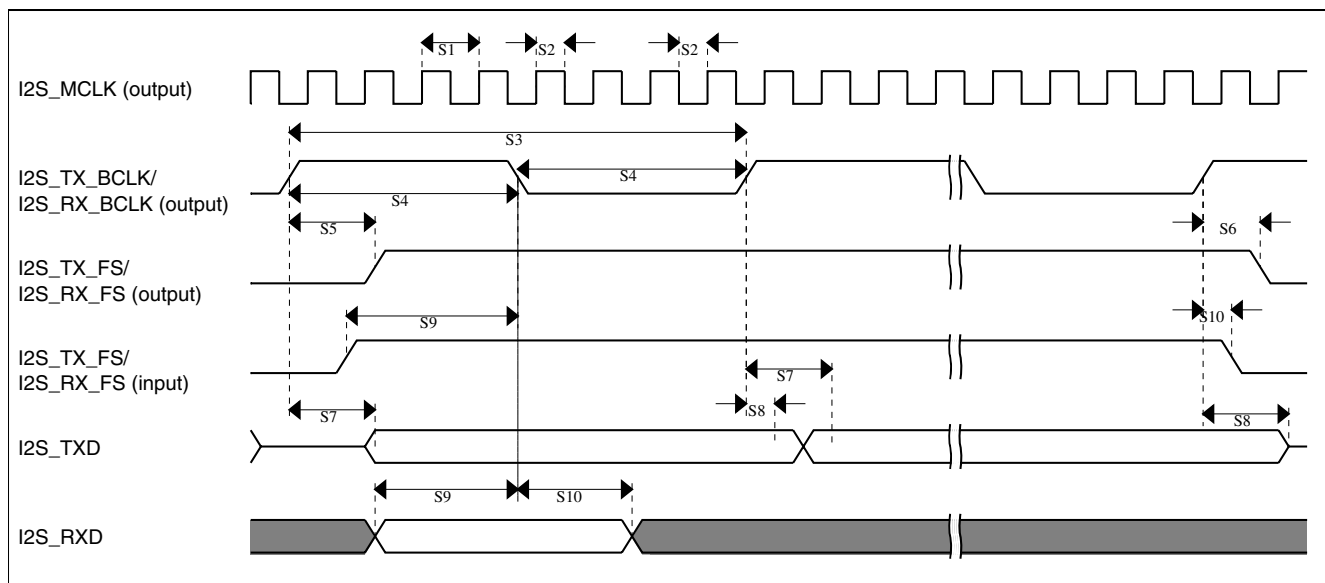 S1
S2
S2
I2S_MCLK (output)
S3
I2S_TX_BCLK/
I2S_RX_BCLK (output)
S4
S4
S5
S6
I2S_TX_FS/
I2S_RX_FS (output)
S9
S10
I2S_TX_FS/
I2S_RX_FS (input)
S7
S7
S8
S8
I2S_TXD
S9
S10
I2S_RXD